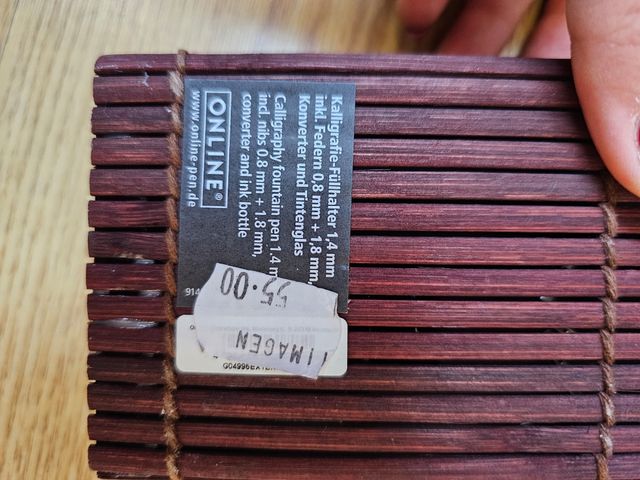 Kalligrafie-Füllhalter 1,4 mm
inkl. Federn 0,8 mm + 1,8 mm,
Konverter und Tintenglas
Calligraphy fountain pen 1.4 m
incl. nibs 0.8 mm + 1.8 mm,
converter and ink bottle
ONLINE®
www.online-pen.de
914
55.00
IMAGEN